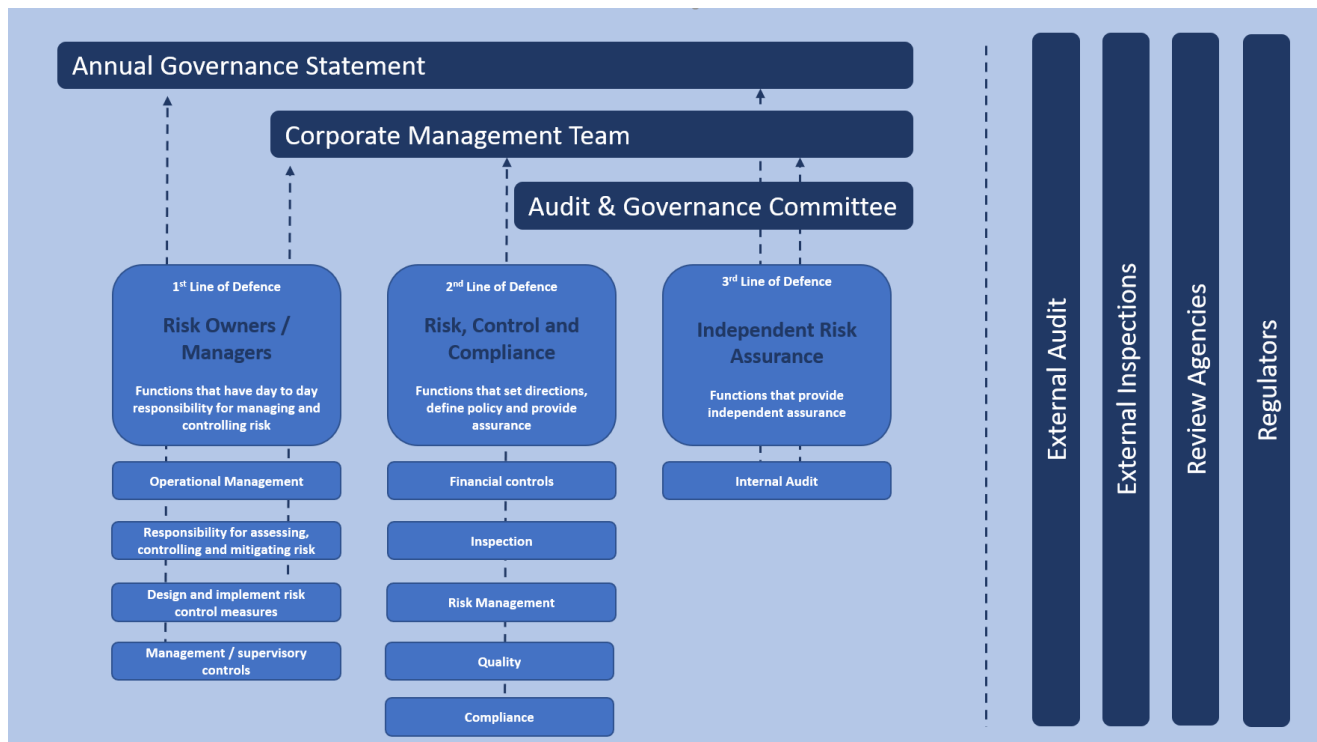 Annual Governance Statement
Corporate Management Team
Audit & Governance Committee
1st Line of Defence
Risk Owners /
Managers
Functions that have day to day
responsibility for managing and
controlling risk
Operational Management
Responsibility for assessing,
controlling and mitigating risk
Design and implement risk
control measures
Management / supervisory
controls
2nd Line of Defence
Risk, Control and
Compliance
Functions that set directions,
define policy and provide
assurance
Financial controls
Inspection
Risk Management
Quality
Compliance
3rd Line of Defence
Independent Risk
Assurance
Functions that provide
independent assurance
Internal Audit
External Audit
External Inspections
Review Agencies
Regulators